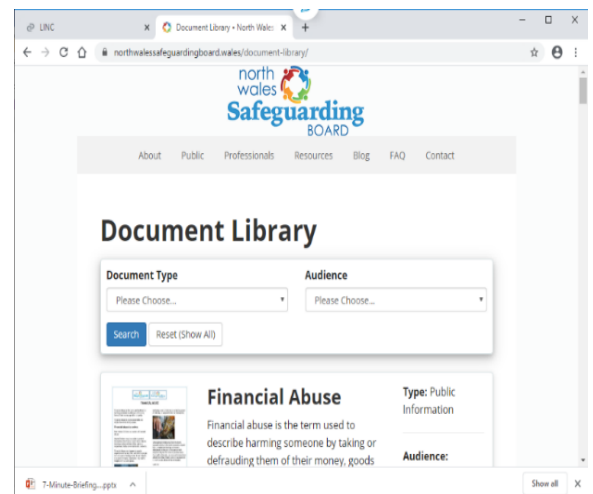 LINC
Document Library • North Wales
northwalessafeguardingboard.wales/document-library/
north
wales
Safeguarding
BOARD
About Public Professionals Resources Blog FAQ Contact
Document Library
Document Type Audience
Please Choose... Please Choose...
Search Reset (Show All)
Financial Abuse
Type: Public
Information
Financial abuse is the term used to
describe harming someone by taking or
defrauding them of their money, goods
Audience:
7-Minute-Briefing....pptx Show all